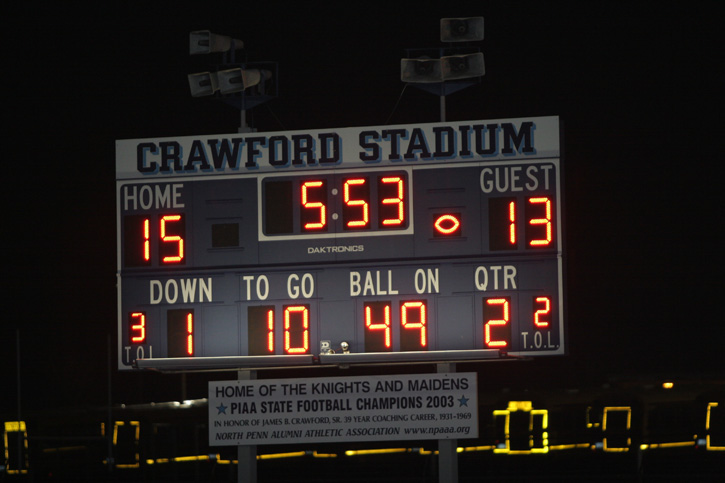 CRAWFORD STADIUM
HOME 5:53 GUEST
15 13
DAKTRONICS
DOWN TO GO BALL ON QTR
3 1 10 49 2 2
T.O.L. T.O.L.
HOME OF THE KNIGHTS AND MAIDENS
PIAA STATE FOOTBALL CHAMPIONS 2003
IN HONOR OF JAMES B. CRAWFORD, SR. 39 YEAR COACHING CAREER, 1931-1969
NORTH PENN ALUMNI ATHLETIC ASSOCIATION www.npaaa.org